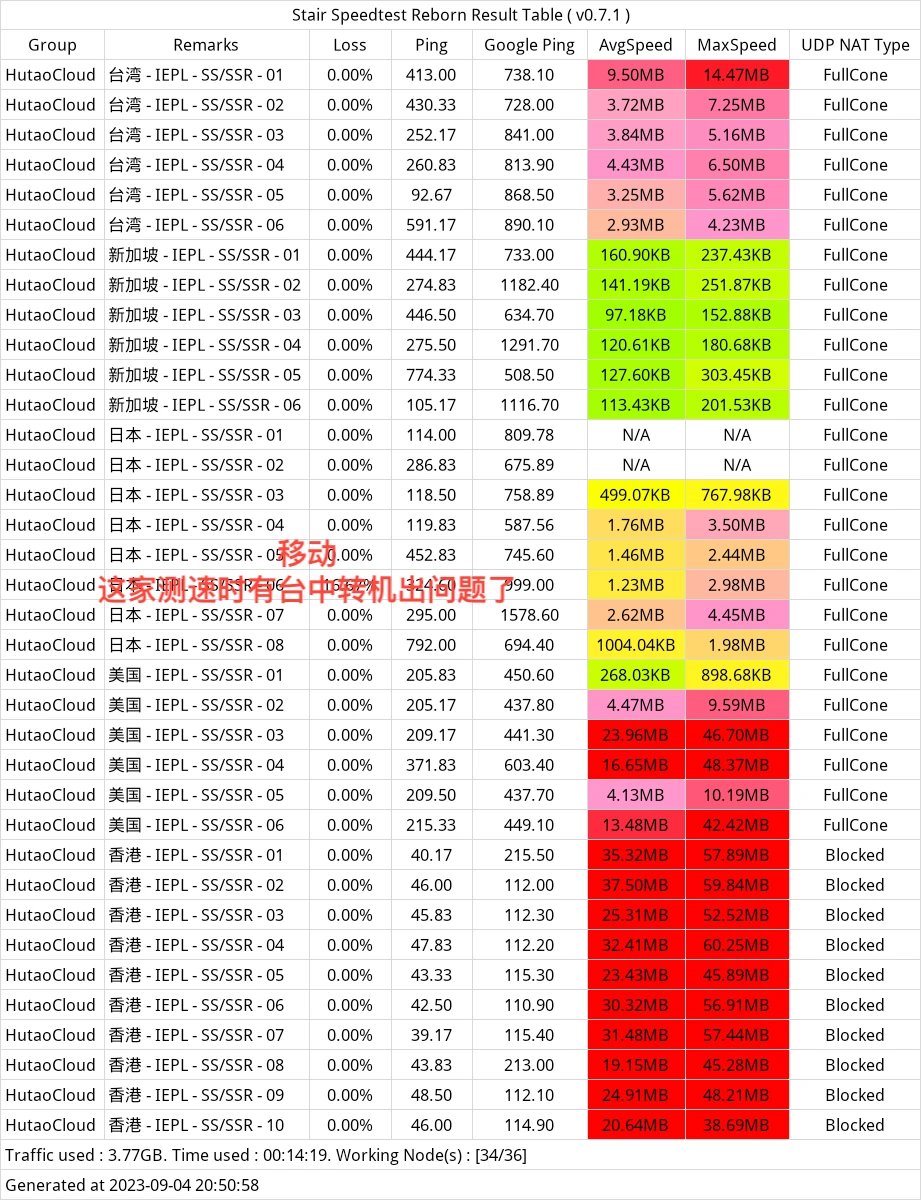 Stair Speedtest Reborn Result Table ( v0.7.1 )
Group Remarks Loss Ping Google Ping AvgSpeed MaxSpeed UDP NAT Type
HutaoCloud 台湾 - IEPL - SS/SSR - 01 0.00% 413.00 738.10 9.50MB 14.47MB FullCone
HutaoCloud 台湾 - IEPL - SS/SSR - 02 0.00% 430.33 728.00 3.72MB 7.25MB FullCone
HutaoCloud 台湾 - IEPL - SS/SSR - 03 0.00% 252.17 841.00 3.84MB 5.16MB FullCone
HutaoCloud 台湾 - IEPL - SS/SSR - 04 0.00% 260.83 813.90 4.43MB 6.50MB FullCone
HutaoCloud 台湾 - IEPL - SS/SSR - 05 0.00% 92.67 868.50 3.25MB 5.62MB FullCone
HutaoCloud 台湾 - IEPL - SS/SSR - 06 0.00% 591.17 890.10 2.93MB 4.23MB FullCone
HutaoCloud 新加坡 - IEPL - SS/SSR - 01 0.00% 444.17 733.00 160.90KB 237.43KB FullCone
HutaoCloud 新加坡 - IEPL - SS/SSR - 02 0.00% 274.83 1182.40 141.19KB 251.87KB FullCone
HutaoCloud 新加坡 - IEPL - SS/SSR - 03 0.00% 446.50 634.70 97.18KB 152.88KB FullCone
HutaoCloud 新加坡 - IEPL - SS/SSR - 04 0.00% 275.50 1291.70 120.61KB 180.68KB FullCone
HutaoCloud 新加坡 - IEPL - SS/SSR - 05 0.00% 774.33 508.50 127.60KB 303.45KB FullCone
HutaoCloud 新加坡 - IEPL - SS/SSR - 06 0.00% 105.17 1116.70 113.43KB 201.53KB FullCone
HutaoCloud 日本 - IEPL - SS/SSR - 01 0.00% 114.00 809.78 N/A N/A FullCone
HutaoCloud 日本 - IEPL - SS/SSR - 02 0.00% 286.83 675.89 N/A N/A FullCone
HutaoCloud 日本 - IEPL - SS/SSR - 03 0.00% 118.50 758.89 499.07KB 767.98KB FullCone
HutaoCloud 日本 - IEPL - SS/SSR - 04 0.00% 119.83 587.56 1.76MB 3.50MB FullCone
移动
HutaoCloud 日本 - IEPL - SS/SSR - 05 0.00% 452.83 745.60 1.46MB 2.44MB FullCone
这家测速时有台中转机出问题了
HutaoCloud 日本 - IEPL - SS/SSR - 06 16.67% 324.60 999.00 1.23MB 2.98MB FullCone
HutaoCloud 日本 - IEPL - SS/SSR - 07 0.00% 295.00 1578.60 2.62MB 4.45MB FullCone
HutaoCloud 日本 - IEPL - SS/SSR - 08 0.00% 792.00 694.40 1004.04KB 1.98MB FullCone
HutaoCloud 美国 - IEPL - SS/SSR - 01 0.00% 205.83 450.60 268.03KB 898.68KB FullCone
HutaoCloud 美国 - IEPL - SS/SSR - 02 0.00% 205.17 437.80 4.47MB 9.59MB FullCone
HutaoCloud 美国 - IEPL - SS/SSR - 03 0.00% 209.17 441.30 23.96MB 46.70MB FullCone
HutaoCloud 美国 - IEPL - SS/SSR - 04 0.00% 371.83 603.40 16.65MB 48.37MB FullCone
HutaoCloud 美国 - IEPL - SS/SSR - 05 0.00% 209.50 437.70 4.13MB 10.19MB FullCone
HutaoCloud 美国 - IEPL - SS/SSR - 06 0.00% 215.33 449.10 13.48MB 42.42MB FullCone
HutaoCloud 香港 - IEPL - SS/SSR - 01 0.00% 40.17 215.50 35.32MB 57.89MB Blocked
HutaoCloud 香港 - IEPL - SS/SSR - 02 0.00% 46.00 112.00 37.50MB 59.84MB Blocked
HutaoCloud 香港 - IEPL - SS/SSR - 03 0.00% 45.83 112.30 25.31MB 52.52MB Blocked
HutaoCloud 香港 - IEPL - SS/SSR - 04 0.00% 47.83 112.20 32.41MB 60.25MB Blocked
HutaoCloud 香港 - IEPL - SS/SSR - 05 0.00% 43.33 115.30 23.43MB 45.89MB Blocked
HutaoCloud 香港 - IEPL - SS/SSR - 06 0.00% 42.50 110.90 30.32MB 56.91MB Blocked
HutaoCloud 香港 - IEPL - SS/SSR - 07 0.00% 39.17 115.40 31.48MB 57.44MB Blocked
HutaoCloud 香港 - IEPL - SS/SSR - 08 0.00% 43.83 213.00 19.15MB 45.28MB Blocked
HutaoCloud 香港 - IEPL - SS/SSR - 09 0.00% 48.50 112.10 24.91MB 48.21MB Blocked
HutaoCloud 香港 - IEPL - SS/SSR - 10 0.00% 46.00 114.90 20.64MB 38.69MB Blocked
Traffic used : 3.77GB. Time used : 00:14:19. Working Node(s) : [34/36]
Generated at 2023-09-04 20:50:58